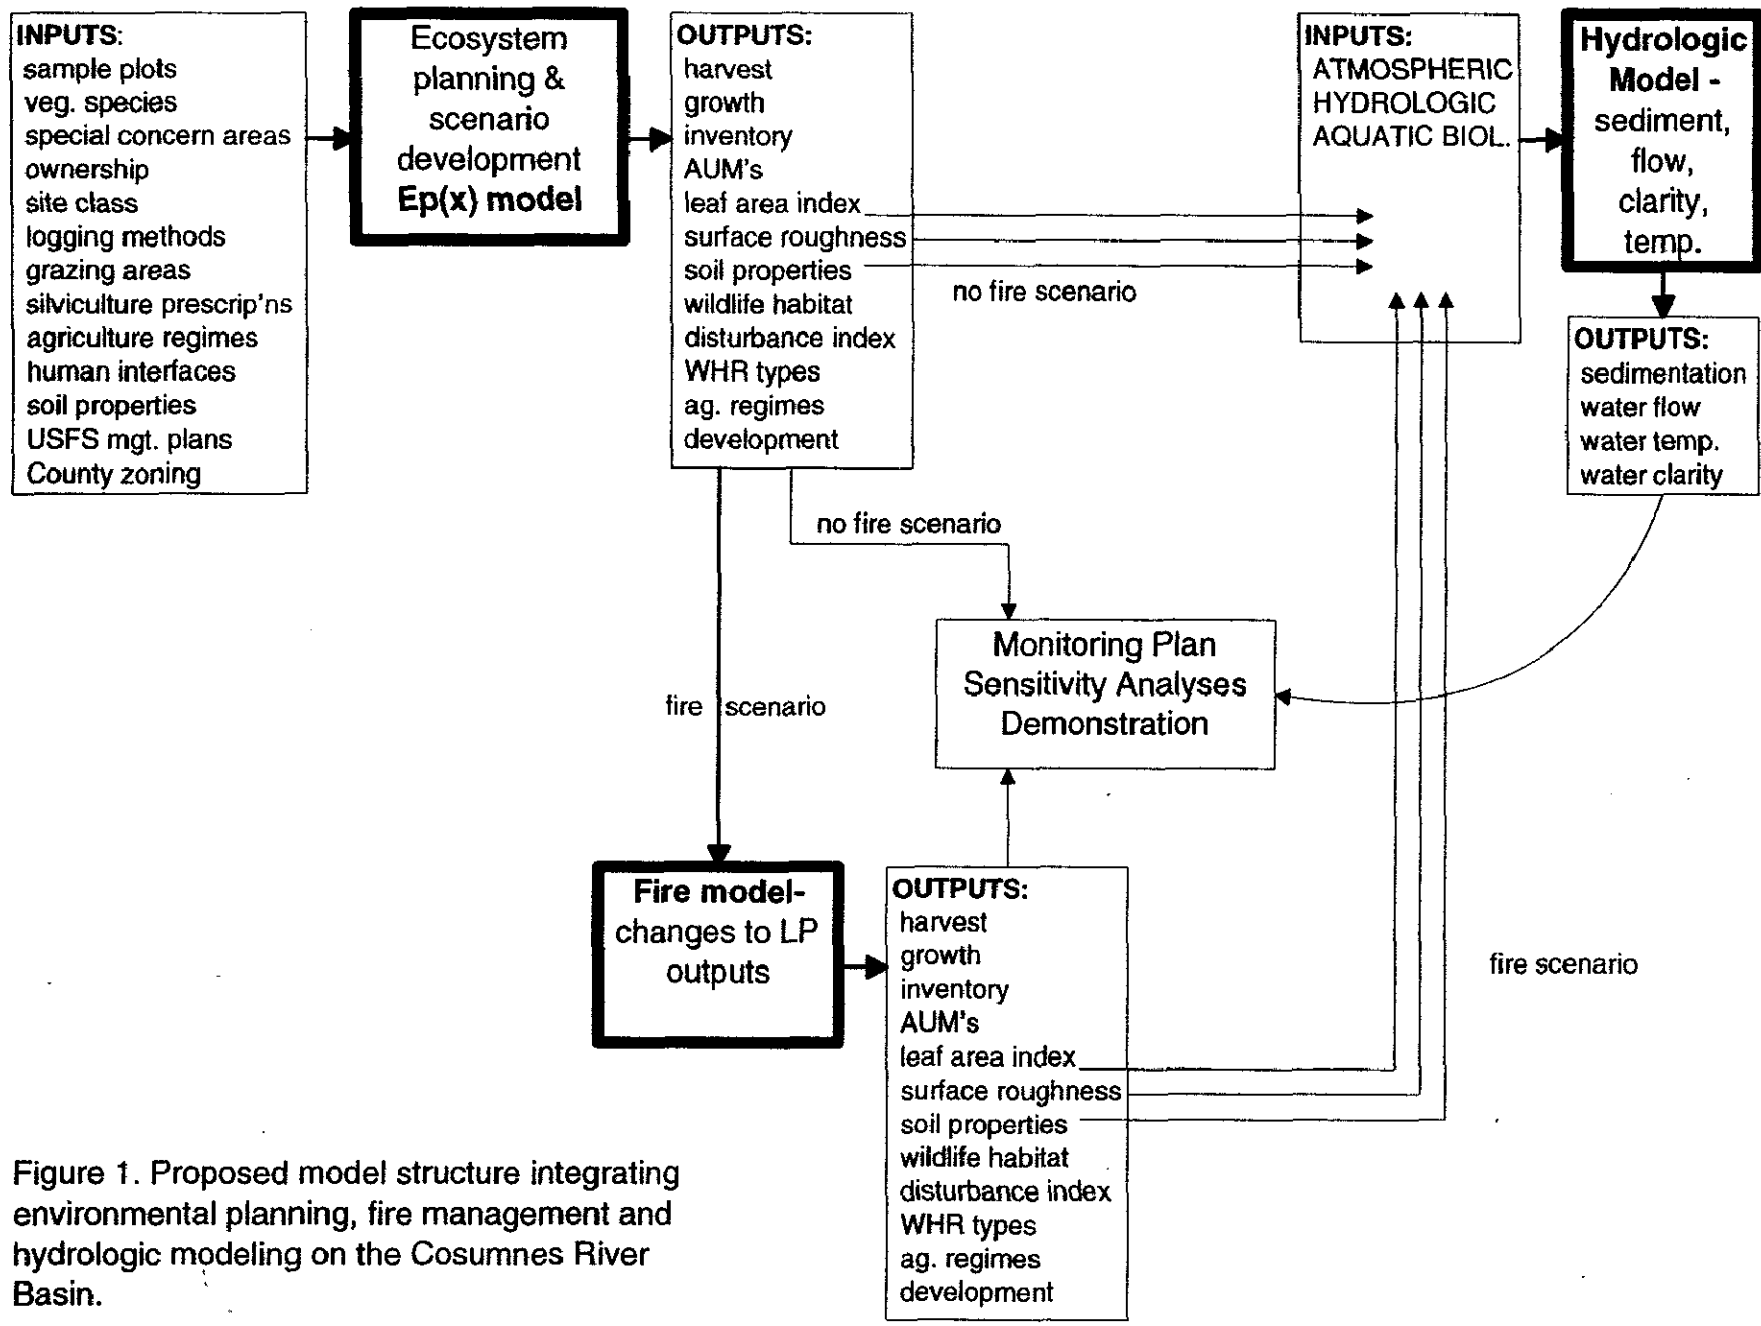 INPUTS:
sample plots
veg. species
special concern areas
ownership
site class
logging methods
grazing areas
silviculture prescrip'ns
agriculture regimes
human interfaces
soil properties
USFS mgt. plans
County zoning
Ecosystem
planning &
scenario
development
Ep(x) model
OUTPUTS:
harvest
growth
inventory
AUM's
leaf area index
surface roughness
soil properties
wildlife habitat
disturbance index
WHR types
ag. regimes
development
no fire scenario
INPUTS:
ATMOSPHERIC
HYDROLOGIC
AQUATIC BIOL.
Hydrologic
Model -
sediment,
flow,
clarity,
temp.
OUTPUTS:
sedimentation
water flow
water temp.
water clarity
no fire scenario
Monitoring Plan
Sensitivity Analyses
Demonstration
fire scenario
Fire model-
changes to LP
outputs
OUTPUTS:
harvest
growth
inventory
AUM's
leaf area index
surface roughness
soil properties
wildlife habitat
disturbance index
WHR types
ag. regimes
development
fire scenario
Figure 1. Proposed model structure integrating
environmental planning, fire management and
hydrologic modeling on the Cosumnes River
Basin.